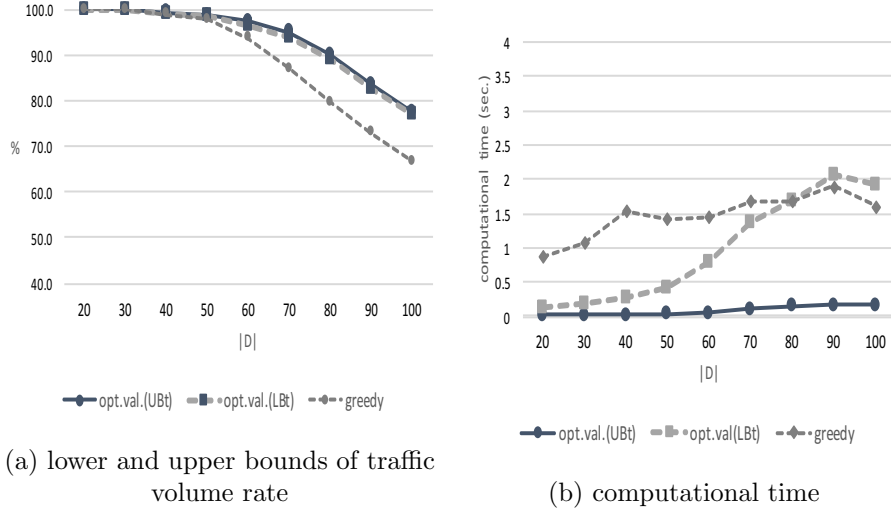 100.0
90.0
80.0
70.0
60.0
50.0
40.0
%
20 30 40 50 60 70 80 90 100
|D|
opt.val.(UBt) opt.val.(LBt) greedy
(a) lower and upper bounds of traffic
volume rate
4
3.5
3
2.5
2
1.5
1
0.5
0
computational time (sec.)
20 30 40 50 60 70 80 90 100
|D|
opt.val.(UBt) opt.val(LBt) greedy
(b) computational time